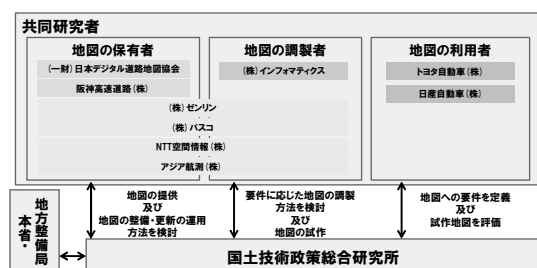 共同研究者
地図の保有者
(一財)日本デジタル道路地図協会
阪神高速道路(株)
地図の調製者
(株)インフォマティクス
(株)ゼンリン
(株)パスコ
NTT空間情報(株)
アジア航測(株)
地図の利用者
トヨタ自動車(株)
日産自動車(株)
地図の提供
及び
地図の整備・更新の運用
方法を検討
要件に応じた地図の調製
方法を検討
及び
地図の試作
地図への要件を定義
及び
試作地図を評価
本省・
地方整備局
国土技術政策総合研究所